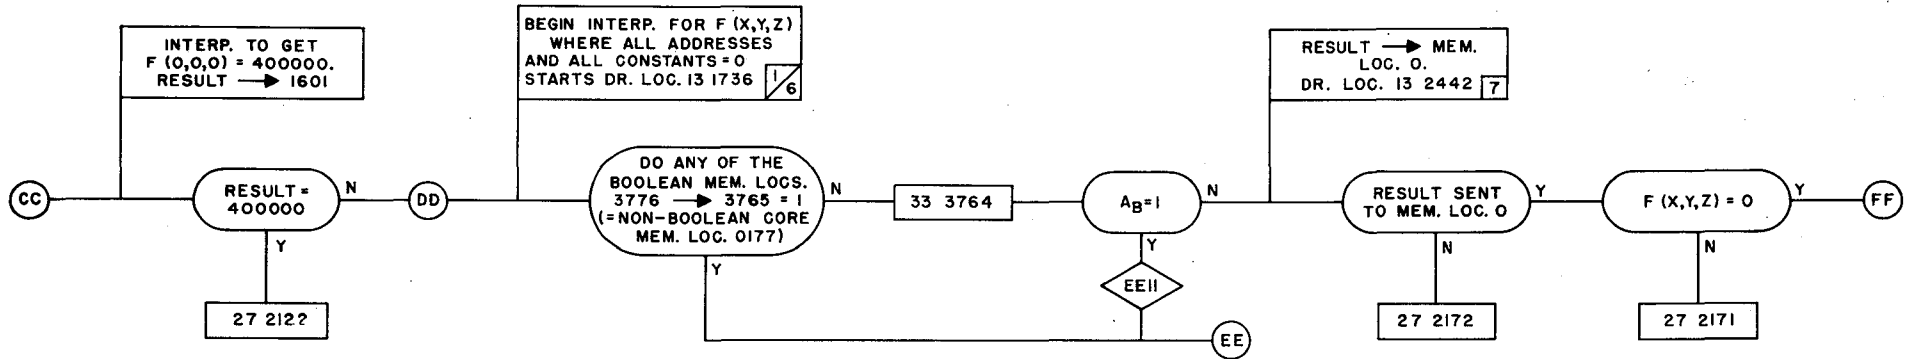 INTERP. TO GET
F (0,0,0) = 400000.
RESULT → 1601
BEGIN INTERP. FOR F (X,Y,Z)
WHERE ALL ADDRESSES
AND ALL CONSTANTS = 0
STARTS DR. LOC. 13 1736
1/6
RESULT → MEM.
LOC. 0.
DR. LOC. 13 2442
7
CC
RESULT =
400000
N
Y
27 2122
DD
DO ANY OF THE
BOOLEAN MEM. LOCS.
3776 → 3765 = 1
(= NON-BOOLEAN CORE
MEM. LOC. 0177)
N
Y
33 3764
AB=1
N
Y
EE11
EE
RESULT SENT
TO MEM. LOC. 0
Y
N
27 2172
F (X,Y,Z) = 0
Y
N
27 2171
FF